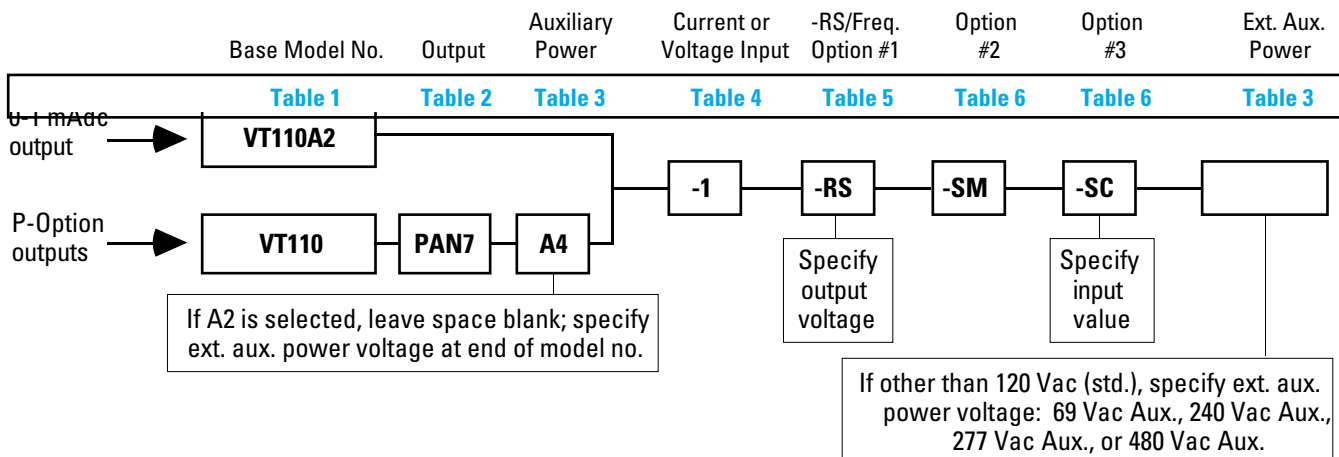 Auxiliary Current or -RS/Freq. Option Option Ext. Aux.
Base Model No. Output Power Voltage Input Option #1 #2 #3 Power
Table 1 Table 2 Table 3 Table 4 Table 5 Table 6 Table 6 Table 3
0-1 mAdc
output
VT110A2
-1 -RS -SM -SC
P-Option
outputs
VT110 PAN7 A4
Specify
output
voltage
Specify
input
value
If A2 is selected, leave space blank; specify
ext. aux. power voltage at end of model no.
If other than 120 Vac (std.), specify ext. aux.
power voltage: 69 Vac Aux., 240 Vac Aux.,
277 Vac Aux., or 480 Vac Aux.